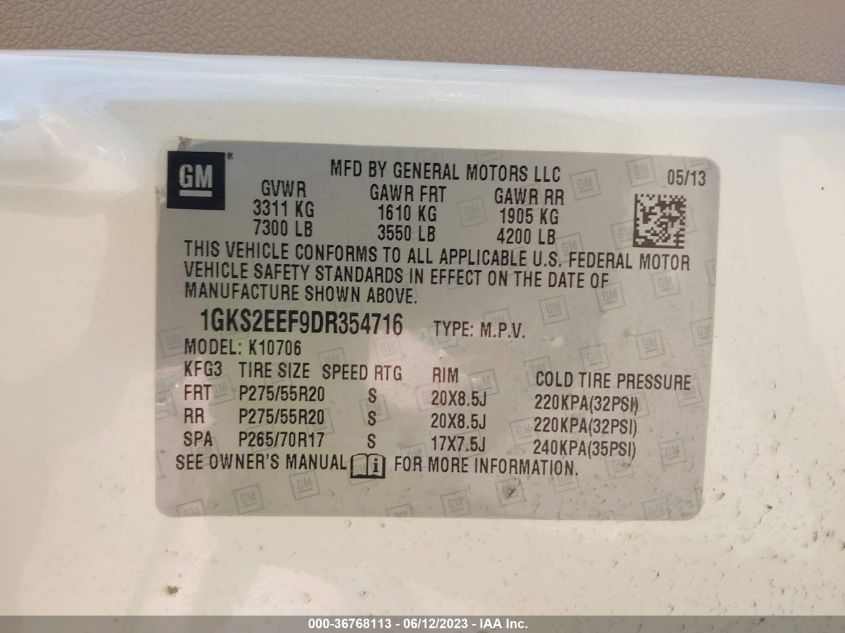 GM®
MFD BY GENERAL MOTORS LLC 05/13
GVWR GAWR FRT GAWR RR
3311 KG 1610 KG 1905 KG
7300 LB 3550 LB 4200 LB
THIS VEHICLE CONFORMS TO ALL APPLICABLE U.S. FEDERAL MOTOR
VEHICLE SAFETY STANDARDS IN EFFECT ON THE DATE OF
MANUFACTURE SHOWN ABOVE.
1GKS2EEF9DR354716 TYPE: M.P.V.
MODEL: K10706
KFG3 TIRE SIZE SPEED RTG RIM COLD TIRE PRESSURE
FRT P275/55R20 S 20X8.5J 220KPA(32PSI)
RR P275/55R20 S 20X8.5J 220KPA(32PSI)
SPA P265/70R17 S 17X7.5J 240KPA(35PSI)
SEE OWNER'S MANUAL FOR MORE INFORMATION.
000-36768113 - 06/12/2023 - IAA Inc.